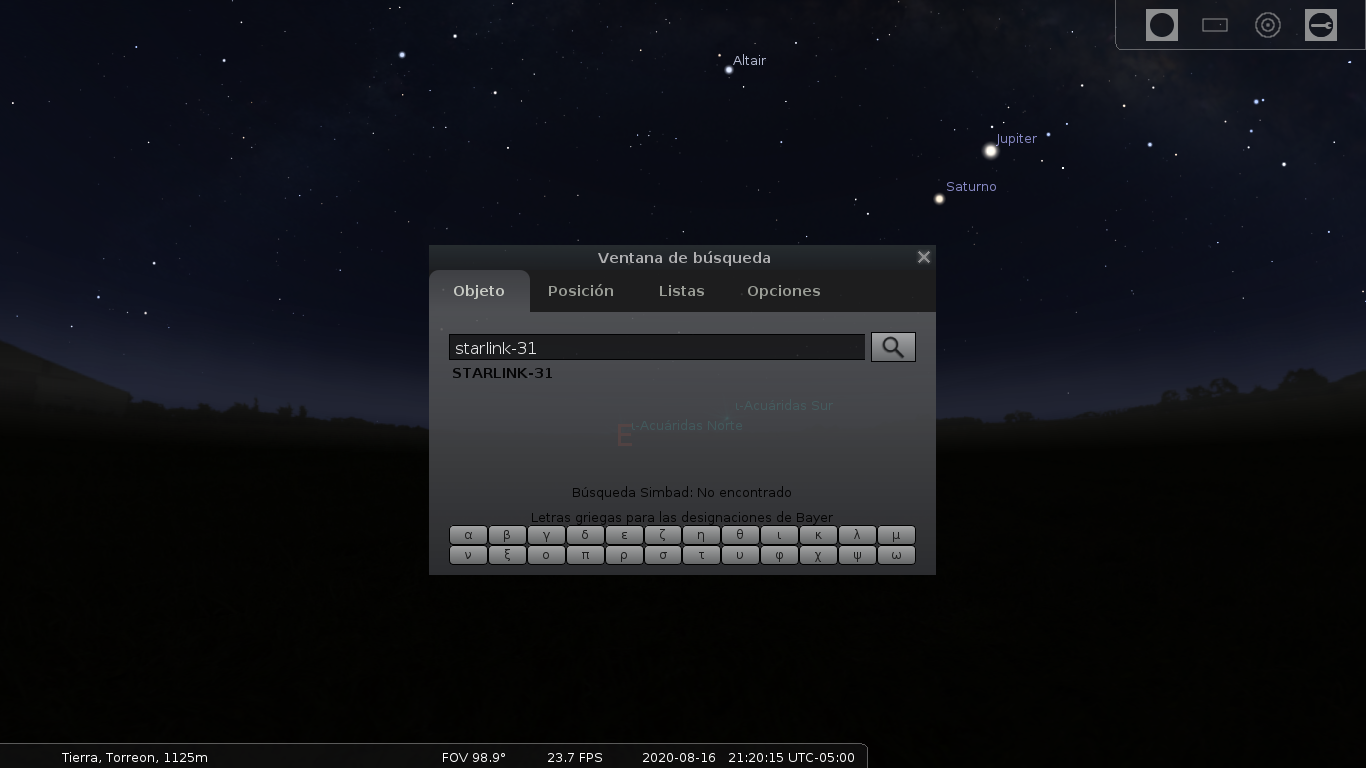 Altair
Jupiter
Saturno
Ventana de búsqueda
Objeto Posición Listas Opciones
starlink-31
STARLINK-31
ι-Acuáridas Sur
ι-Acuáridas Norte
E
Búsqueda Simbad: No encontrado
Letras griegas para las designaciones de Bayer
α β γ δ ε ζ η θ ι κ λ μ
ν ξ ο π ρ σ τ υ φ χ ψ ω
Tierra, Torreon, 1125m FOV 98.9° 23.7 FPS 2020-08-16 21:20:15 UTC-05:00